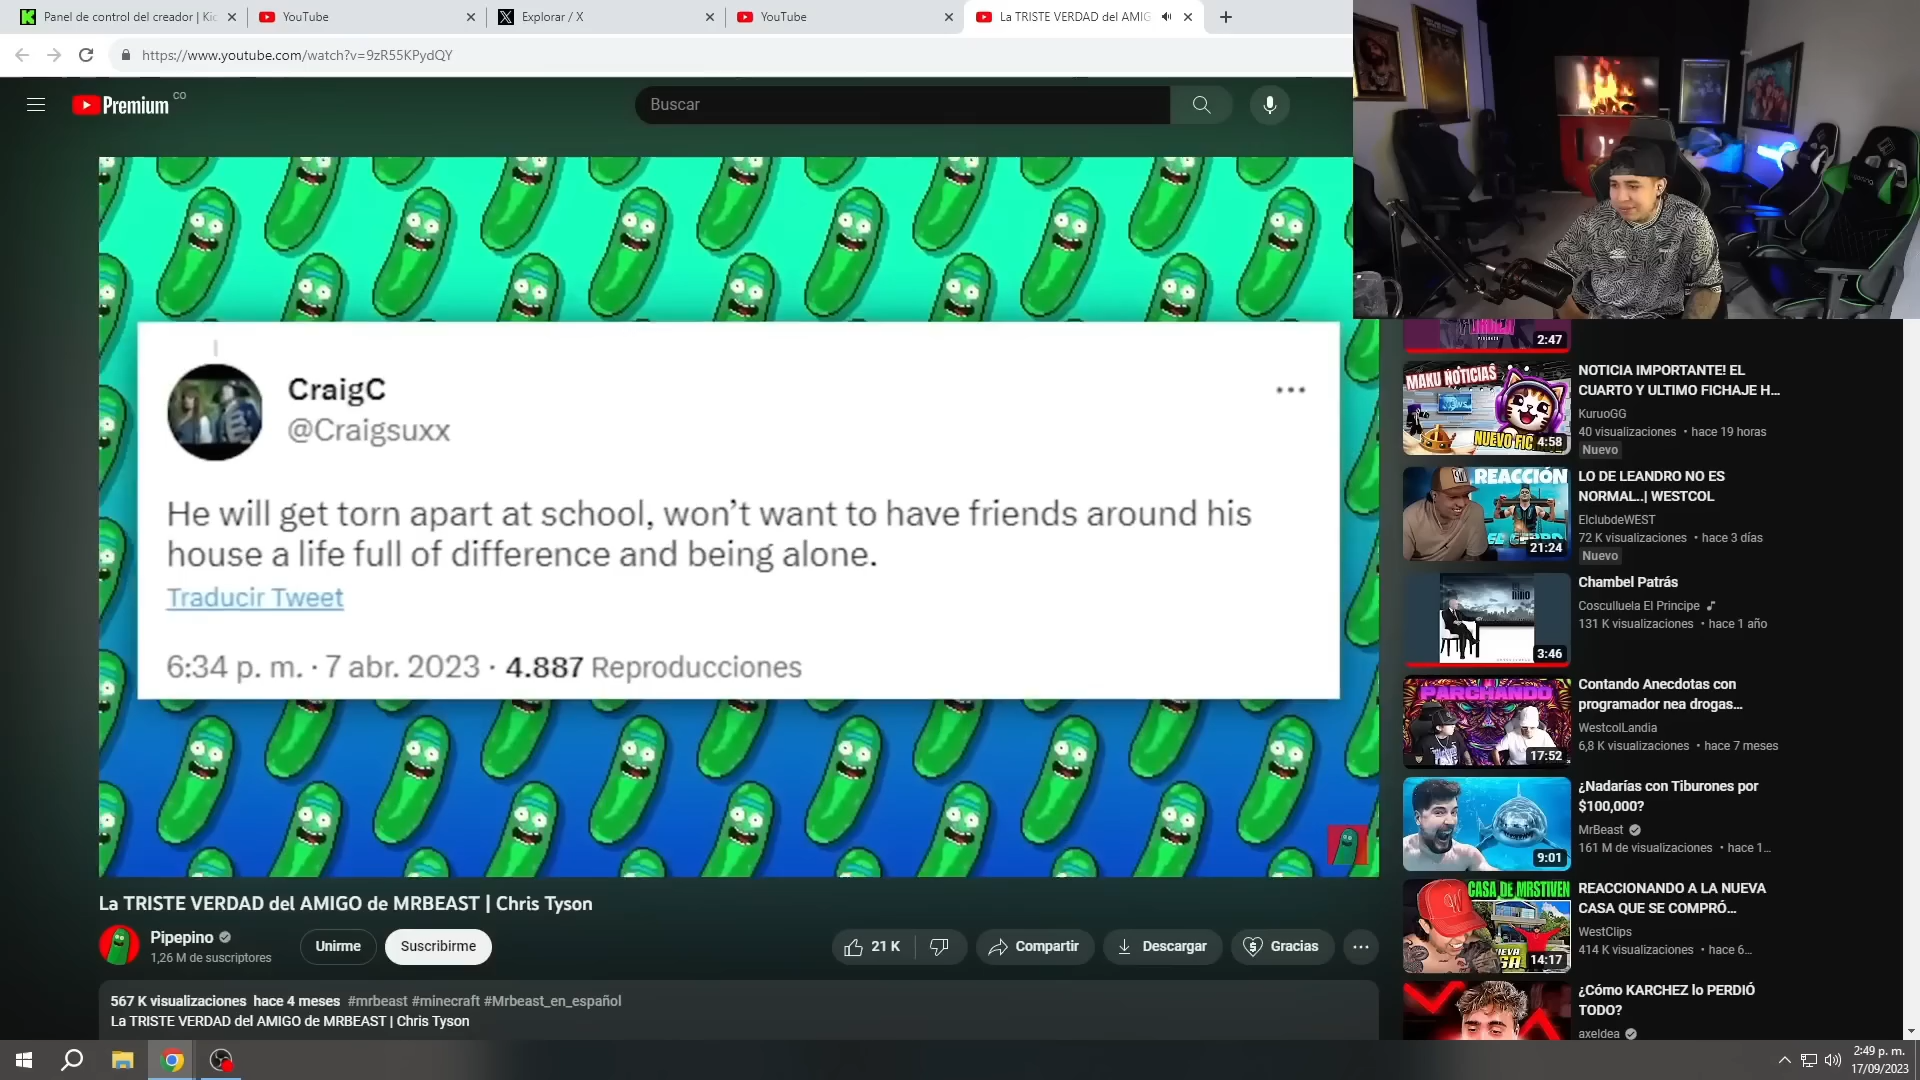 Panel de control del creador | Kic
YouTube
Explorar / X
YouTube
La TRISTE VERDAD del AMIG
https://www.youtube.com/watch?v=9zR55KPydQY
Premium CO
Buscar
CraigC
@Craigsuxx
He will get torn apart at school, won’t want to have friends around his
house a life full of difference and being alone.
Traducir Tweet
6:34 p. m. · 7 abr. 2023 · 4.887 Reproducciones
La TRISTE VERDAD del AMIGO de MRBEAST | Chris Tyson
Pipepino
1,26 M de suscriptores
Unirme
Suscribirme
21 K
Compartir
Descargar
Gracias
567 K visualizaciones hace 4 meses #mrbeast #minecraft #Mrbeast_en_español
La TRISTE VERDAD del AMIGO de MRBEAST | Chris Tyson
2:47
MAKU NOTICIAS
NEWS
NUEVO FIC
4:58
NOTICIA IMPORTANTE! EL
CUARTO Y ULTIMO FICHAJE H...
KuruoGG
40 visualizaciones • hace 19 horas
Nuevo
REACCIÓN
21:24
LO DE LEANDRO NO ES
NORMAL..| WESTCOL
ElclubdeWEST
72 K visualizaciones • hace 3 días
Nuevo
3:46
Chambel Patrás
Cosculluela El Principe
131 K visualizaciones • hace 1 año
PARCHANDO
17:52
Contando Anecdotas con
programador nea drogas...
WestcolLandia
6,8 K visualizaciones • hace 7 meses
9:01
¿Nadarías con Tiburones por
$100,000?
MrBeast
161 M de visualizaciones • hace 1...
CASA DE MRSTIVEN
14:17
REACCIONANDO A LA NUEVA
CASA QUE SE COMPRÓ...
WestClips
414 K visualizaciones • hace 6...
¿Cómo KARCHEZ lo PERDIÓ
TODO?
axeldea
2:49 p. m.
17/09/2023